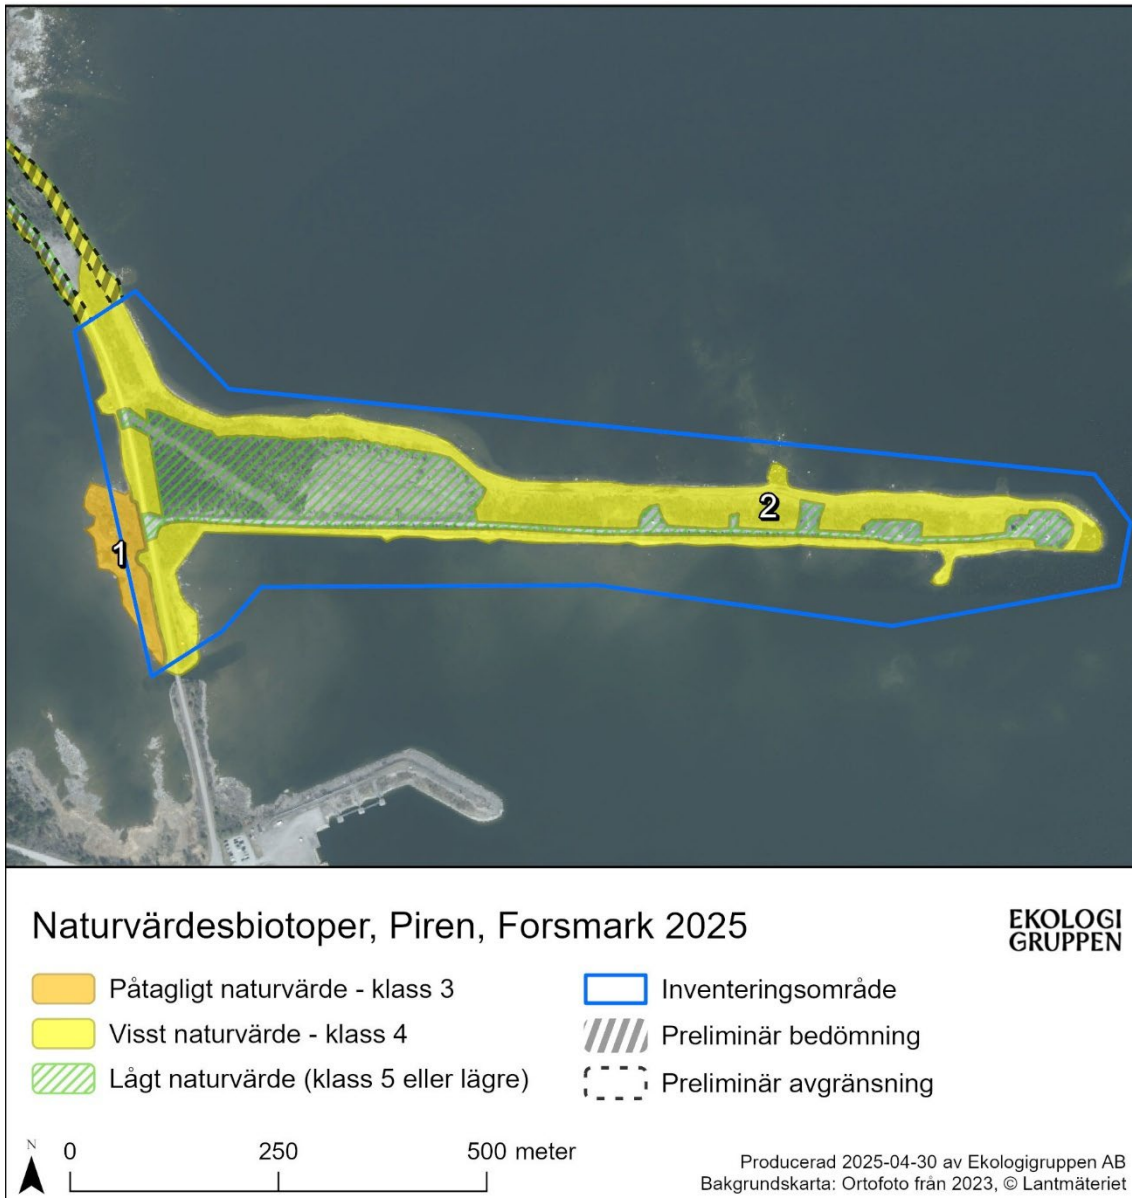 1
2
Naturvärdesbiotoper, Piren, Forsmark 2025
EKOLOGI
GRUPPEN
Påtagligt naturvärde - klass 3
Visst naturvärde - klass 4
Lågt naturvärde (klass 5 eller lägre)
Inventeringsområde
Preliminär bedömning
Preliminär avgränsning
N
0 250 500 meter
Producerad 2025-04-30 av Ekologigruppen AB
Bakgrundskarta: Ortofoto från 2023, © Lantmäteriet